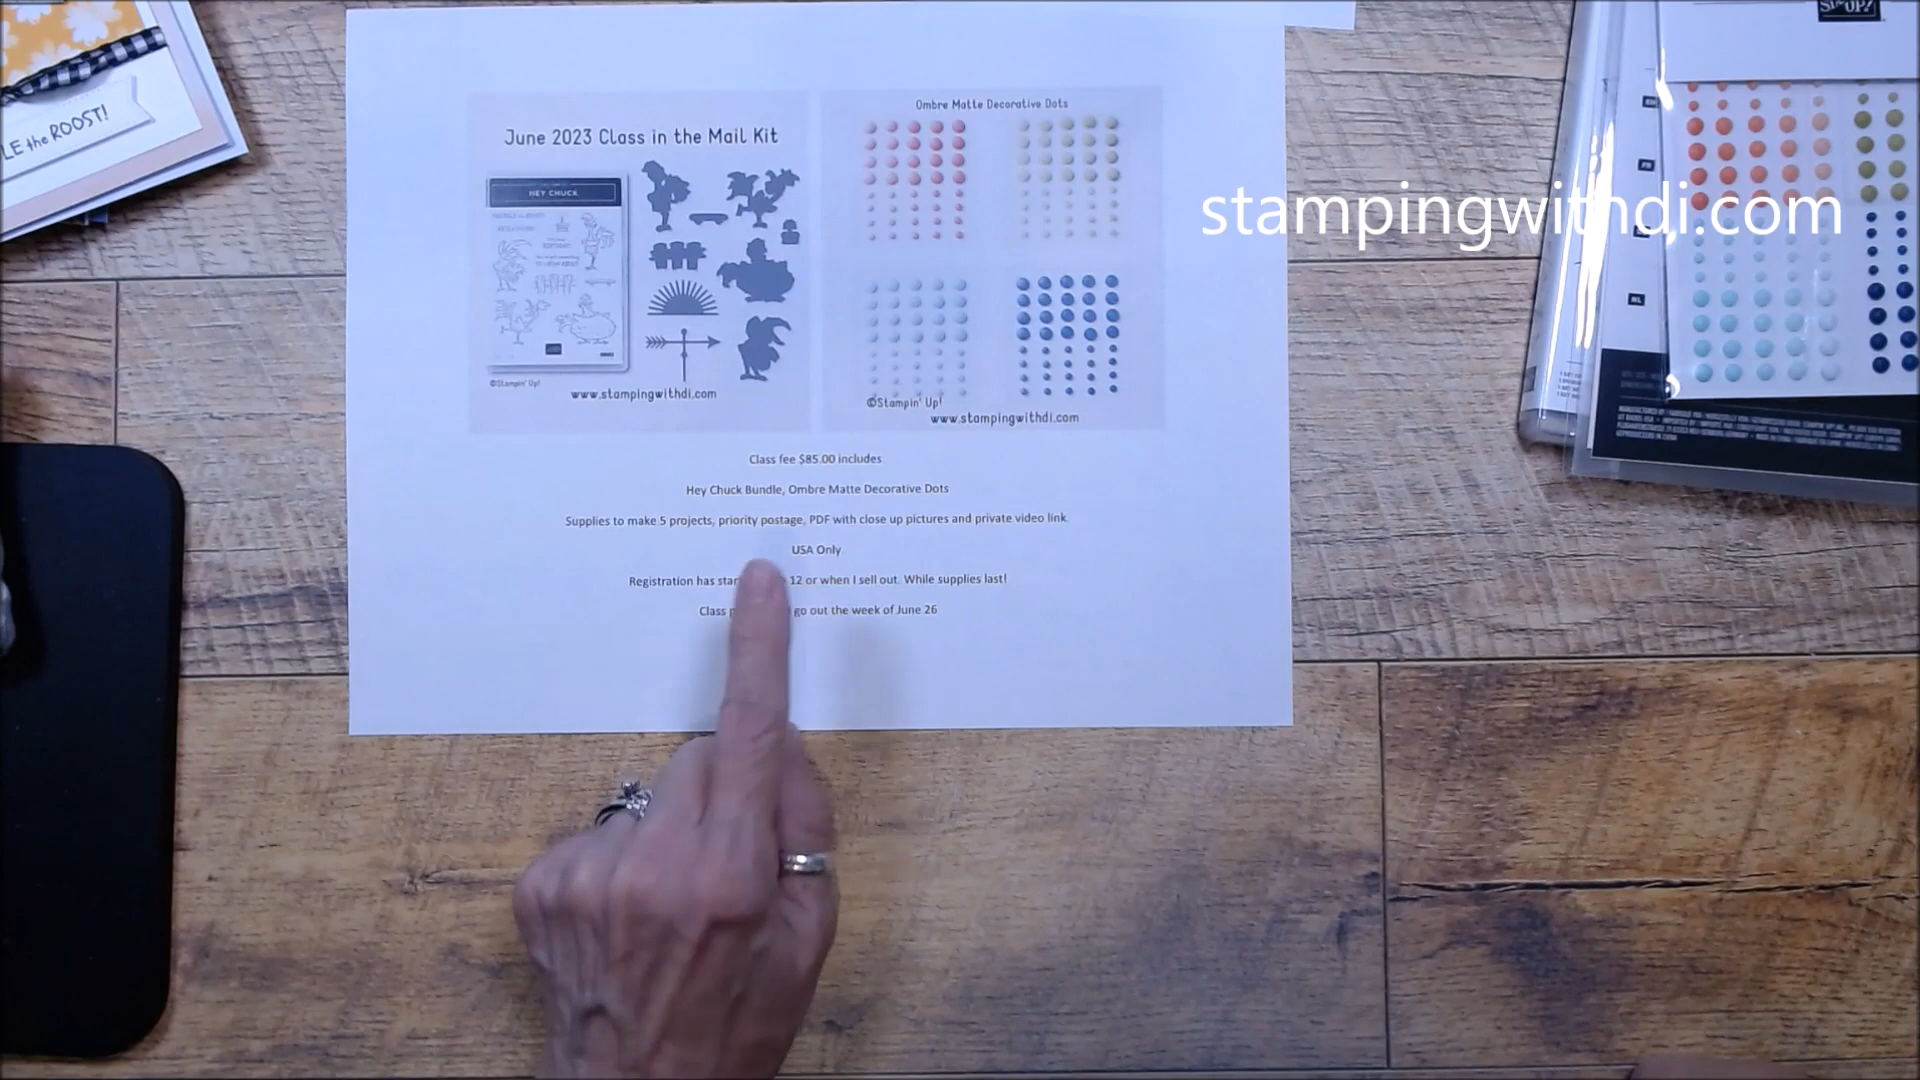 LE the ROOST!
June 2023 Class in the Mail Kit
HEY CHUCK
©Stampin' Up!
www.stampingwithdi.com
Ombre Matte Decorative Dots
©Stampin' Up!
www.stampingwithdi.com
stampingwithdi.com
Class fee $85.00 includes
Hey Chuck Bundle, Ombre Matte Decorative Dots
Supplies to make 5 projects, priority postage, PDF with close up pictures and private video link.
USA Only
Registration has 12 or when I sell out. While supplies last!
Class go out the week of June 26